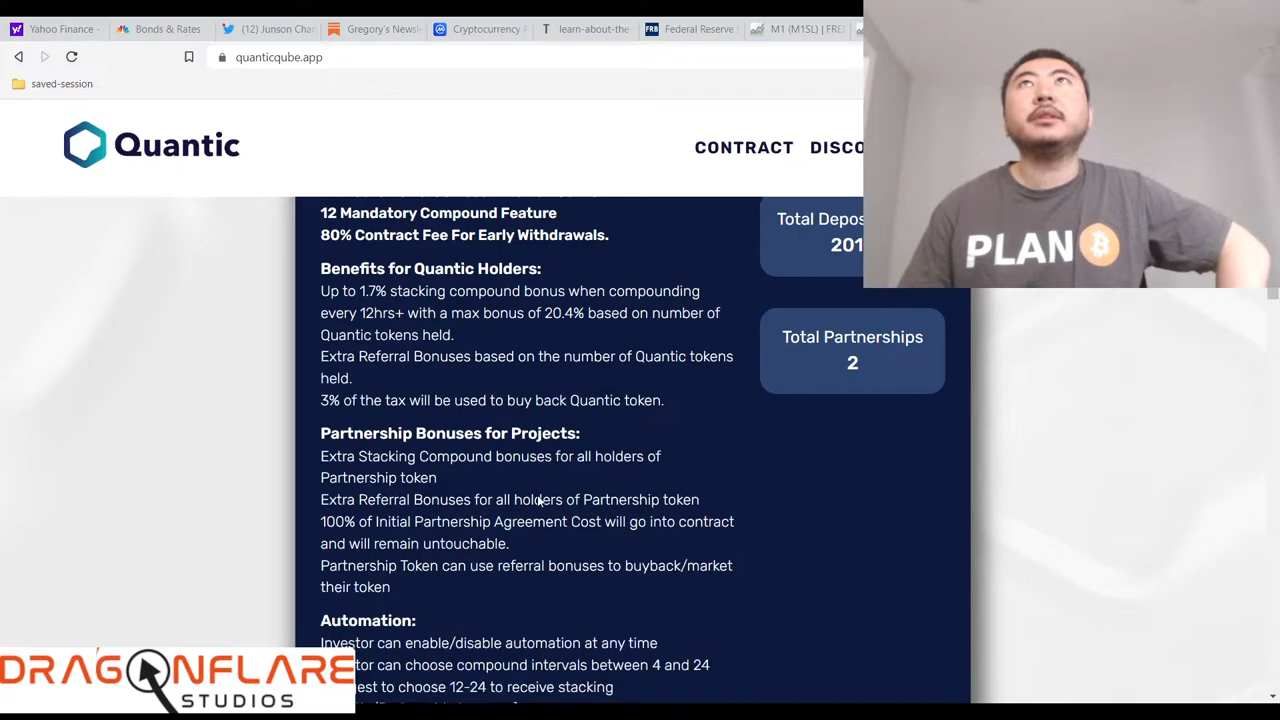 Yahoo Finance -
Bonds & Rates
(12) Junson Cha
Gregory's Newsl
Cryptocurrency P
learn-about-the-
Federal Reserve B
M1 (M1SL) | FRE
quanticqube.app
saved-session
Quantic
CONTRACT DISCO
12 Mandatory Compound Feature
80% Contract Fee For Early Withdrawals.
Benefits for Quantic Holders:
Up to 1.7% stacking compound bonus when compounding
every 12hrs+ with a max bonus of 20.4% based on number of
Quantic tokens held.
Extra Referral Bonuses based on the number of Quantic tokens
held.
3% of the tax will be used to buy back Quantic token.
Partnership Bonuses for Projects:
Extra Stacking Compound bonuses for all holders of
Partnership token
Extra Referral Bonuses for all holders of Partnership token
100% of Initial Partnership Agreement Cost will go into contract
and will remain untouchable.
Partnership Token can use referral bonuses to buyback/market
their token
Automation:
Investor can enable/disable automation at any time
stor can choose compound intervals between 4 and 24
est to choose 12-24 to receive stacking
Total Depos
201
Total Partnerships
2
PLAN B
DRAGONFLARE
STUDIOS